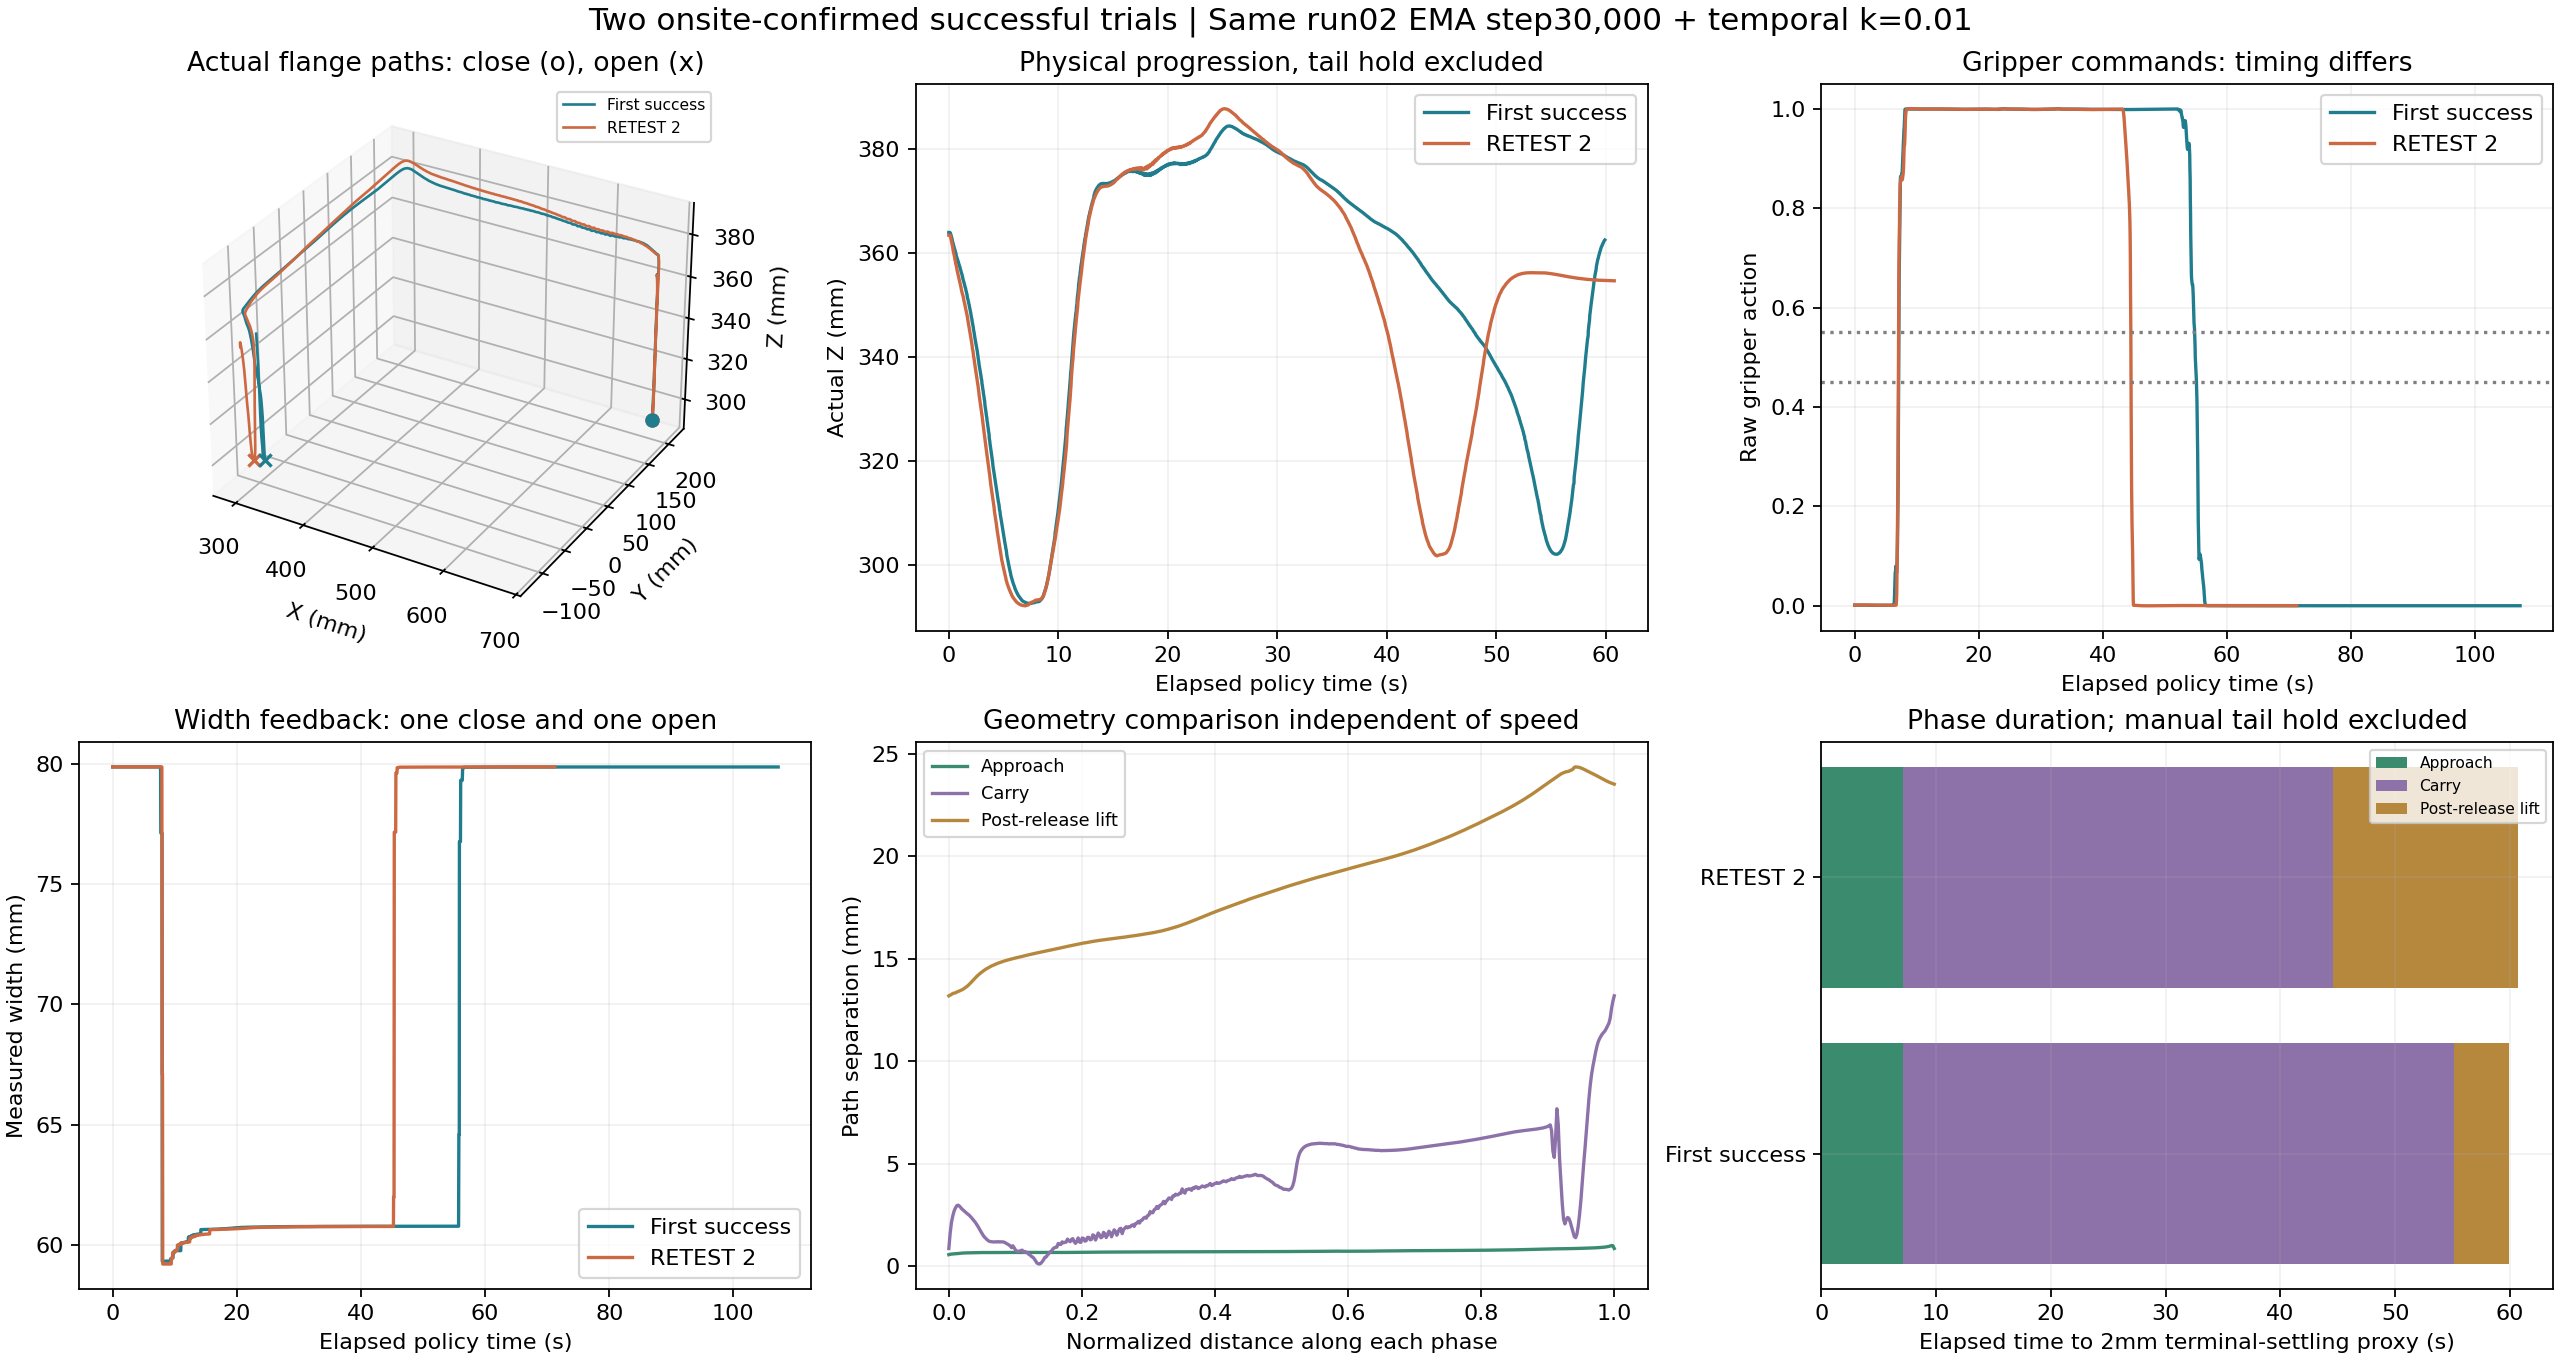 Two onsite-confirmed successful trials | Same run02 EMA step30,000 + temporal k=0.01
Actual flange paths: close (o), open (x)
First success
RETEST 2
380
360
340
320
300
Z (mm)
200
150
100
50
0
−50
−100
Y (mm)
300
400
500
600
700
X (mm)
Physical progression, tail hold excluded
First success
RETEST 2
380
360
340
320
300
Actual Z (mm)
0 10 20 30 40 50 60
Elapsed policy time (s)
Gripper commands: timing differs
First success
RETEST 2
1.0
0.8
0.6
0.4
0.2
0.0
Raw gripper action
0 20 40 60 80 100
Elapsed policy time (s)
Width feedback: one close and one open
80
75
70
65
60
Measured width (mm)
First success
RETEST 2
0 20 40 60 80 100
Elapsed policy time (s)
Geometry comparison independent of speed
Approach
Carry
Post-release lift
25
20
15
10
5
0
Path separation (mm)
0.0 0.2 0.4 0.6 0.8 1.0
Normalized distance along each phase
Phase duration; manual tail hold excluded
Approach
Carry
Post-release lift
RETEST 2
First success
0 10 20 30 40 50 60
Elapsed time to 2mm terminal-settling proxy (s)